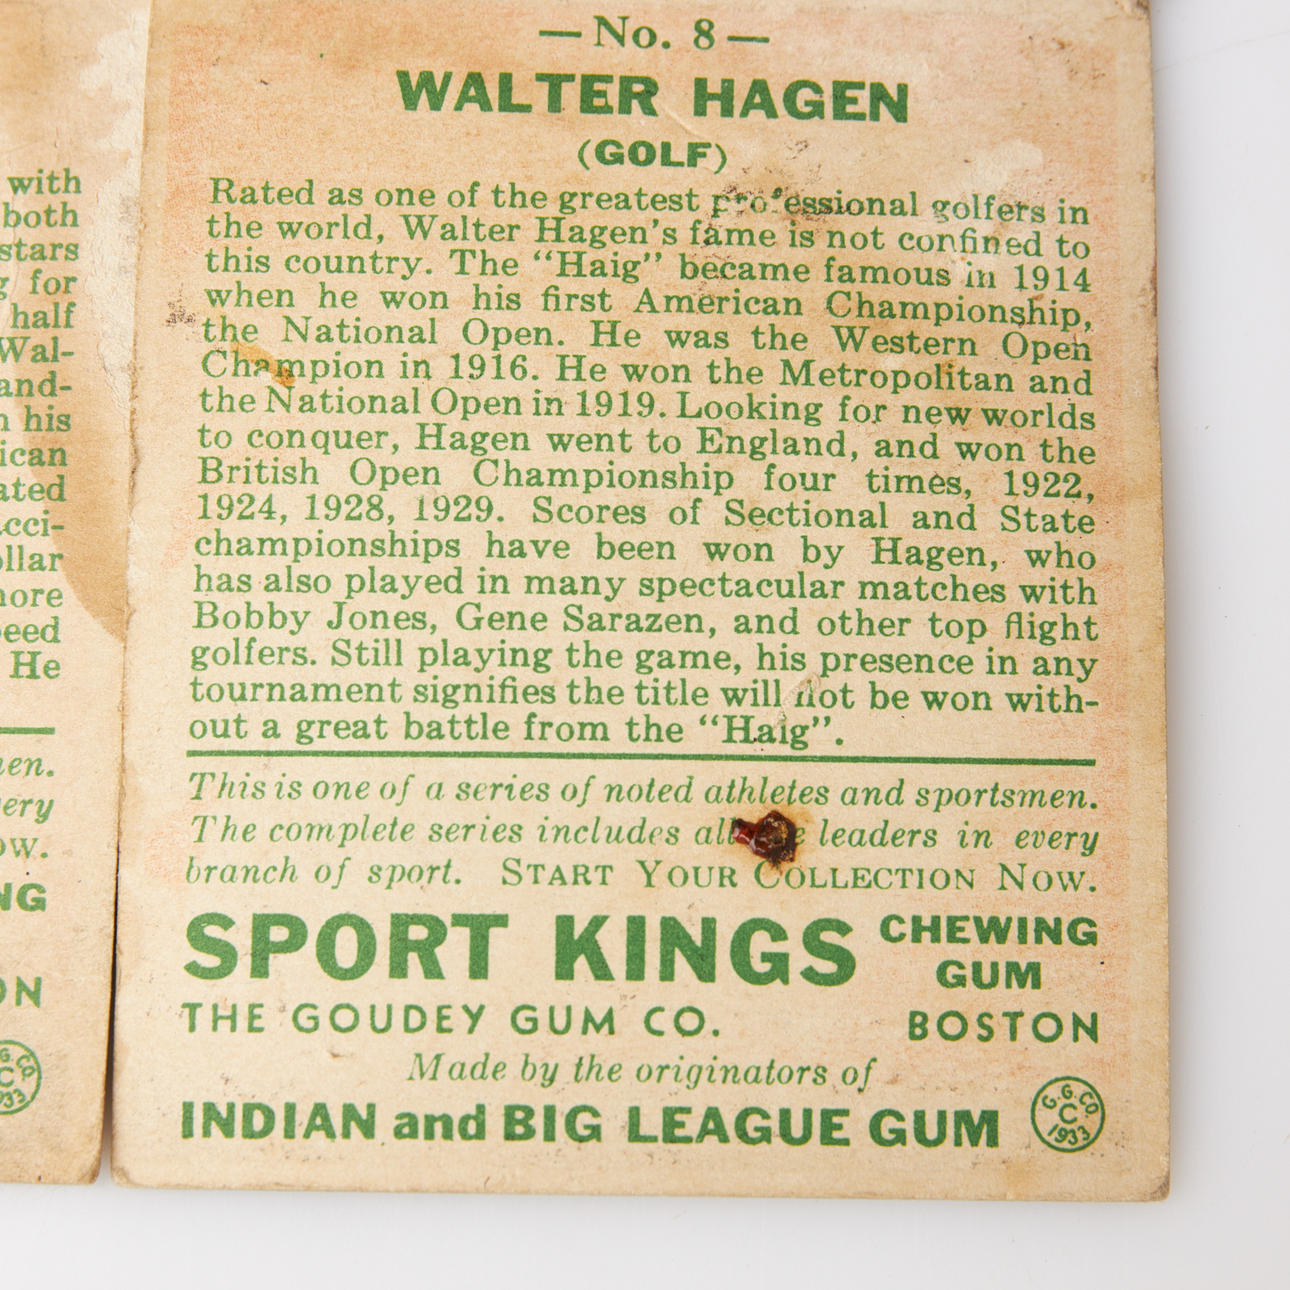 with
both
stars
for
half
Wal-
and-
his
ican
ated
cci-
ollar
nore
peed
He
en.
ery
ow.
NG
ON
G. CO.
C
1933
— No. 8 —
WALTER HAGEN
(GOLF)
Rated as one of the greatest professional golfers in
the world, Walter Hagen's fame is not confined to
this country. The “Haig” became famous in 1914
when he won his first American Championship,
the National Open. He was the Western Open
Champion in 1916. He won the Metropolitan and
the National Open in 1919. Looking for new worlds
to conquer, Hagen went to England, and won the
British Open Championship four times, 1922,
1924, 1928, 1929. Scores of Sectional and State
championships have been won by Hagen, who
has also played in many spectacular matches with
Bobby Jones, Gene Sarazen, and other top flight
golfers. Still playing the game, his presence in any
tournament signifies the title will not be won with-
out a great battle from the “Haig”.
This is one of a series of noted athletes and sportsmen.
The complete series includes all leaders in every
branch of sport. START YOUR COLLECTION NOW.
SPORT KINGS CHEWING GUM
THE GOUDEY GUM CO. BOSTON
Made by the originators of
INDIAN and BIG LEAGUE GUM
G. G. CO.
C
1933